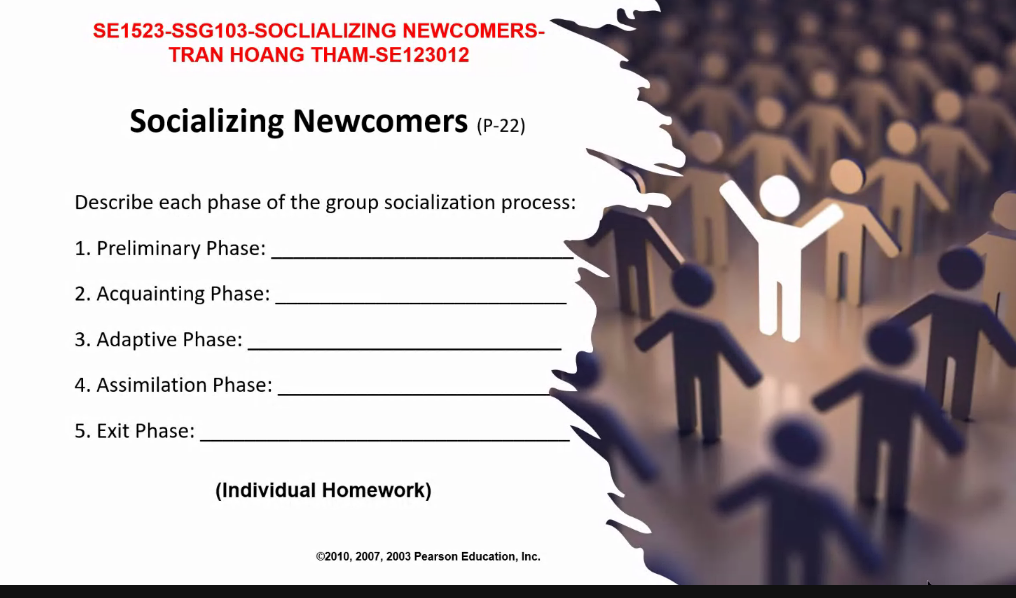 SE1523-SSG103-SOCLIALIZING NEWCOMERS-
TRAN HOANG THAM-SE123012
Socializing Newcomers (P-22)
Describe each phase of the group socialization process:
1. Preliminary Phase: ____________________________
2. Acquainting Phase: ___________________________
3. Adaptive Phase: _____________________________
4. Assimilation Phase: __________________________
5. Exit Phase: __________________________________
(Individual Homework)
©2010, 2007, 2003 Pearson Education, Inc.